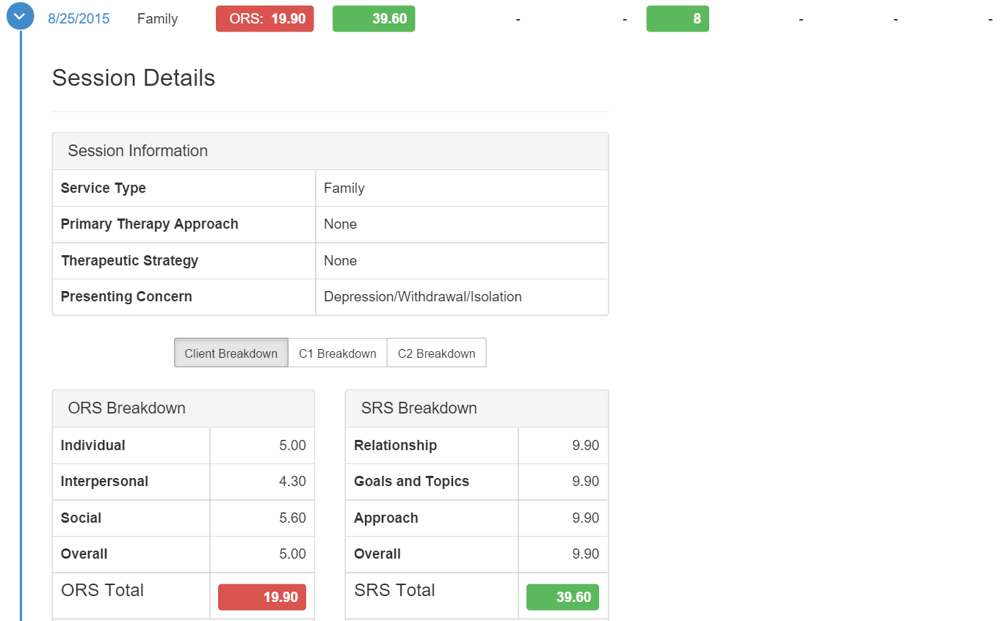 8/25/2015 Family ORS: 19.90 39.60 - - 8 - - -
Session Details
Session Information
Service Type Family
Primary Therapy Approach None
Therapeutic Strategy None
Presenting Concern Depression/Withdrawal/Isolation
Client Breakdown C1 Breakdown C2 Breakdown
ORS Breakdown
Individual 5.00
Interpersonal 4.30
Social 5.60
Overall 5.00
ORS Total 19.90
SRS Breakdown
Relationship 9.90
Goals and Topics 9.90
Approach 9.90
Overall 9.90
SRS Total 39.60